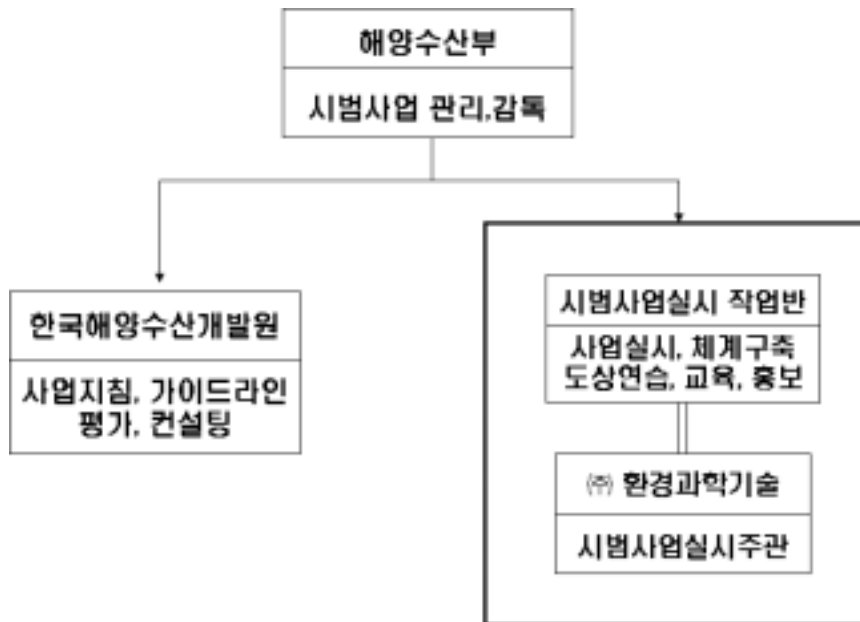 해양수산부
시범사업 관리,감독
한국해양수산개발원
사업지침, 가이드라인
평가, 컨설팅
시범사업실시 작업반
사업실시, 체계구축
도상연습, 교육, 홍보
㈜ 환경과학기술
시범사업실시주관